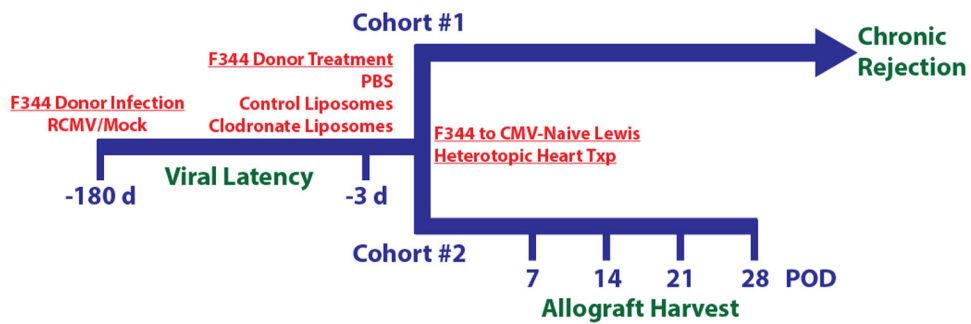 Cohort #1
F344 Donor Treatment
PBS
Control Liposomes
Clodronate Liposomes
F344 Donor Infection
RCMV/Mock
Chronic
Rejection
F344 to CMV-Naive Lewis
Heterotopic Heart Txp
Viral Latency
-180 d
-3 d
Cohort #2
7 14 21 28 POD
Allograft Harvest